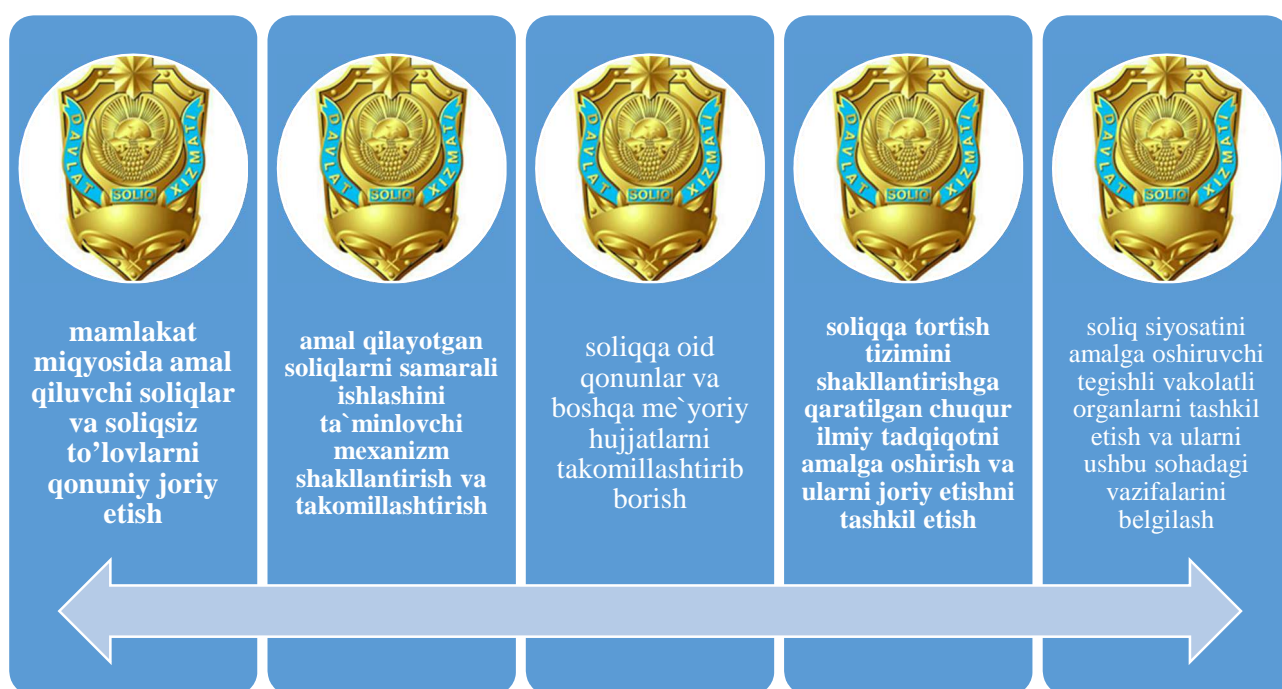 DAVLAT
SOLIQ
XIZMATI
mamlakat
miqyosida amal
qiluvchi soliqlar
va soliqsiz
to’lovlarni
qonuniy joriy
etish
DAVLAT
SOLIQ
XIZMATI
amal qilayotgan
soliqlarni samarali
ishlashini
ta`minlovchi
mexanizm
shakllantirish va
takomillashtirish
DAVLAT
SOLIQ
XIZMATI
soliqqa oid
qonunlar va
boshqa me`yoriy
hujjatlarni
takomillashtirib
borish
DAVLAT
SOLIQ
XIZMATI
soliqqa tortish
tizimini
shakllantirishga
qaratilgan chuqur
ilmiy tadqiqotni
amalga oshirish va
ularni joriy etishni
tashkil etish
DAVLAT
SOLIQ
XIZMATI
soliq siyosatini
amalga oshiruvchi
tegishli vakolatli
organlarni tashkil
etish va ularni
ushbu sohadagi
vazifalarini
belgilash